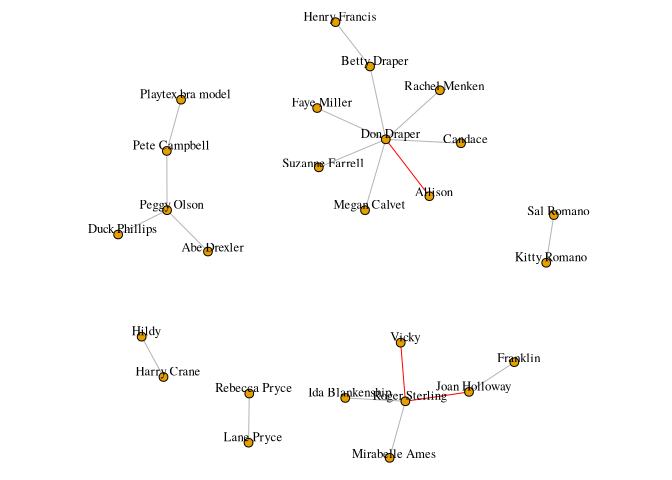 Henry Francis
Betty Draper
Rachel Menken
Playtex bra model
Faye Miller
Don Draper
Candace
Pete Campbell
Suzanne Farrell
Allison
Megan Calvet
Peggy Olson
Sal Romano
Duck Phillips
Abe Drexler
Kitty Romano
Hildy
Vicky
Franklin
Harry Crane
Rebecca Pryce
Ida Blankenship
Roger Sterling
Joan Holloway
Lane Pryce
Mirabelle Ames